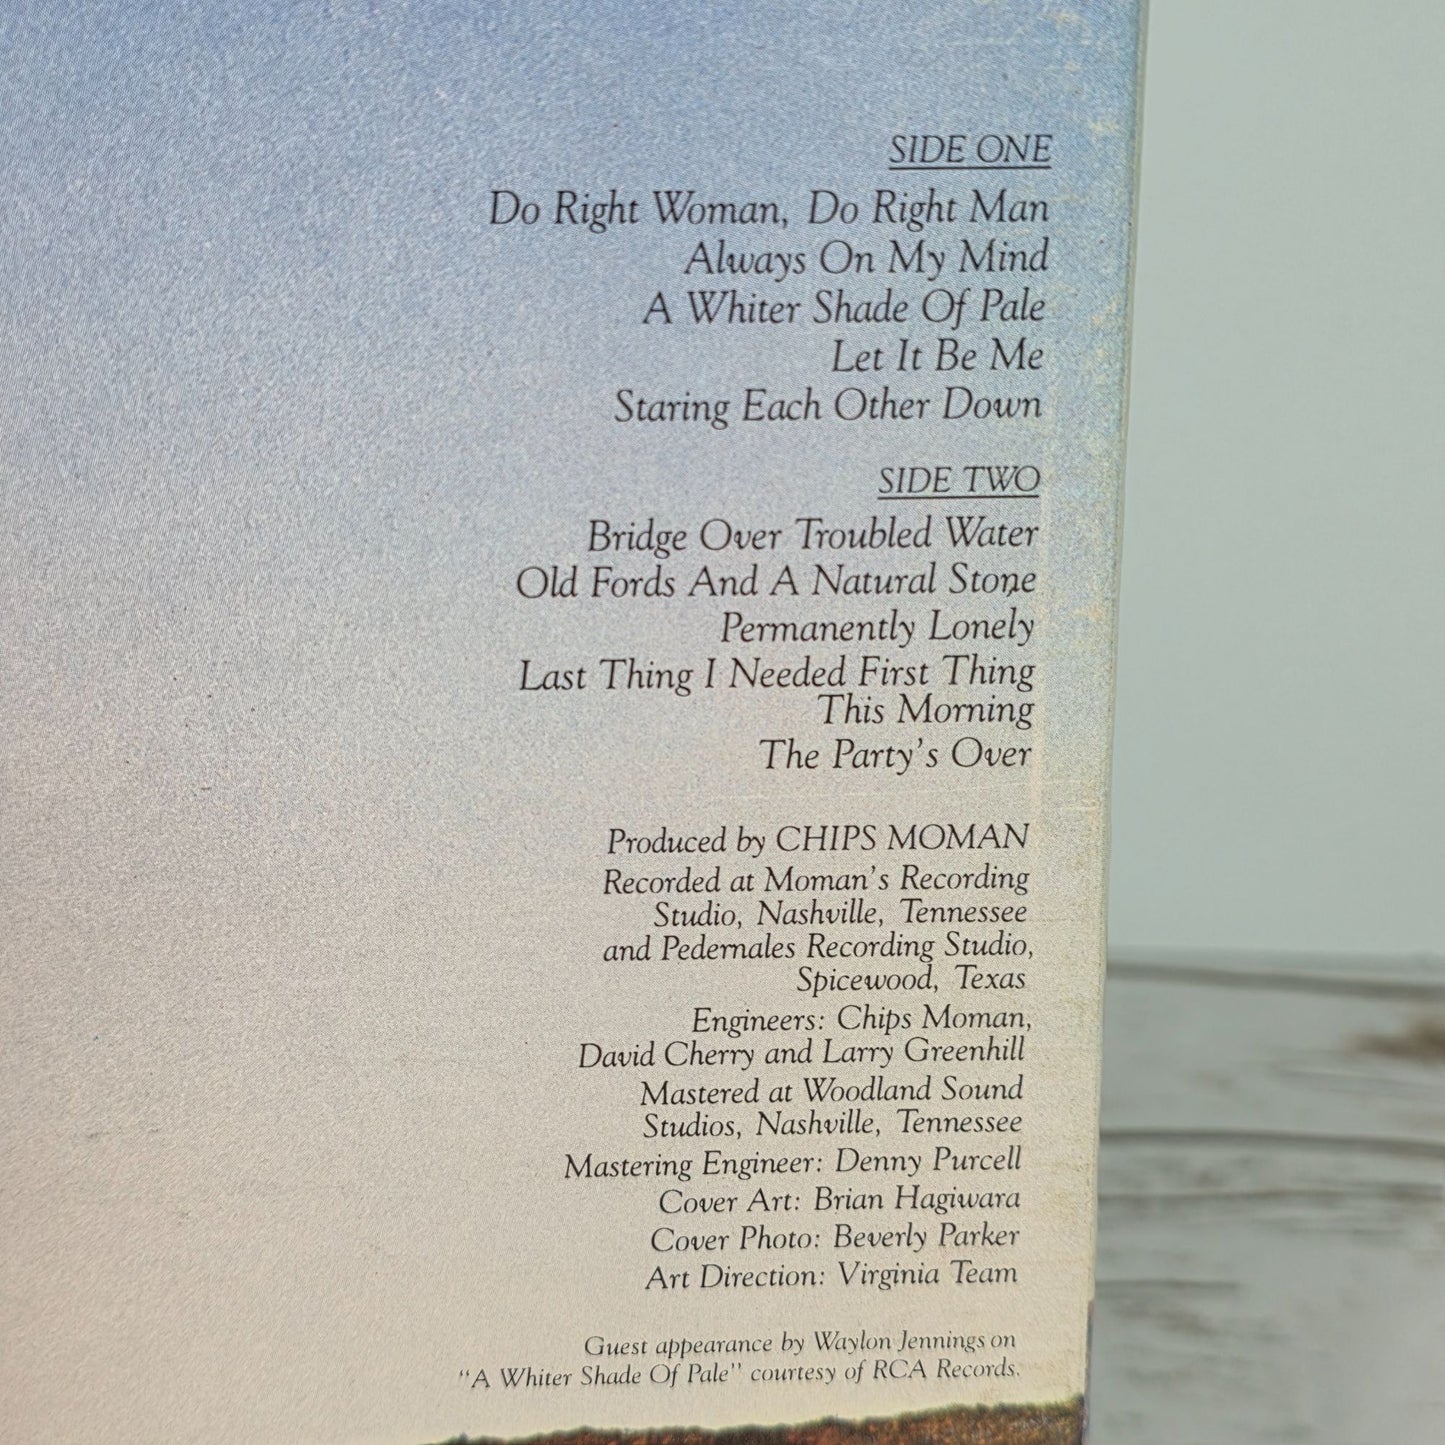 SIDE ONE
Do Right Woman, Do Right Man
Always On My Mind
A Whiter Shade Of Pale
Let It Be Me
Staring Each Other Down
SIDE TWO
Bridge Over Troubled Water
Old Fords And A Natural Stone
Permanently Lonely
Last Thing I Needed First Thing
This Morning
The Party's Over
Produced by CHIPS MOMAN
Recorded at Moman's Recording
Studio, Nashville, Tennessee
and Pedernales Recording Studio,
Spicewood, Texas
Engineers: Chips Moman,
David Cherry and Larry Greenhill
Mastered at Woodland Sound
Studios, Nashville, Tennessee
Mastering Engineer: Denny Purcell
Cover Art: Brian Hagiwara
Cover Photo: Beverly Parker
Art Direction: Virginia Team
Guest appearance by Waylon Jennings on
"A Whiter Shade Of Pale" courtesy of RCA Records.